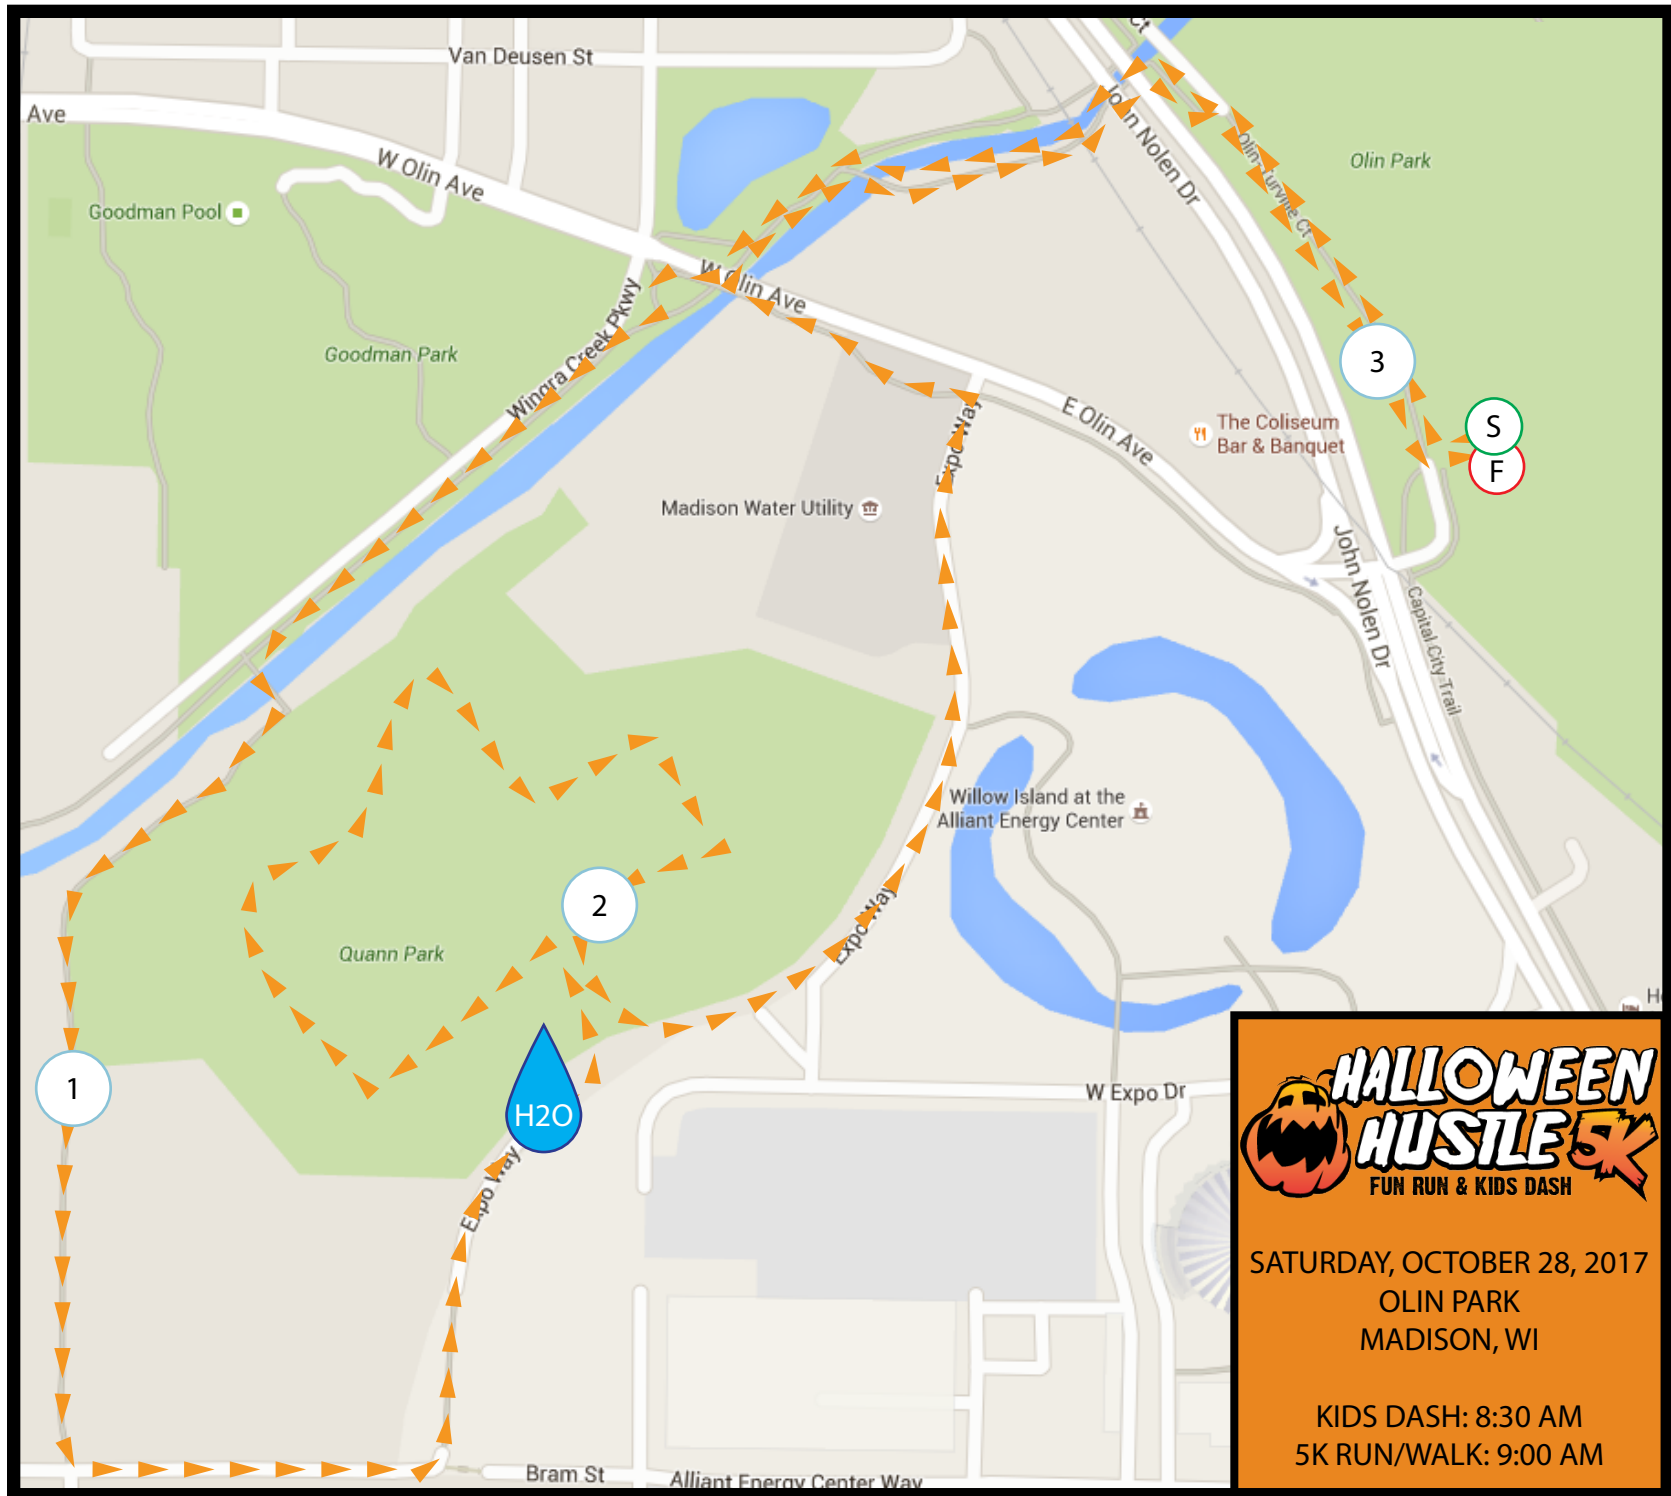 Ct
Van Deusen St
Ave
W Olin Ave
John Nolen Dr
Olin-Turville Ct
Olin Park
Goodman Pool
W Olin Ave
Goodman Park
Wingra Creek Pkwy
3
E Olin Ave
The Coliseum
Bar & Banquet
S
F
Expo Way
Madison Water Utility
John Nolen Dr
Capital City Trail
Willow Island at the
Alliant Energy Center
2
Expo Way
Quann Park
1
H2O
W Expo Dr
Expo Way
Bram St
Alliant Energy Center Way
HALLOWEEN
HUSTLE 5K
FUN RUN & KIDS DASH
SATURDAY, OCTOBER 28, 2017
OLIN PARK
MADISON, WI
KIDS DASH: 8:30 AM
5K RUN/WALK: 9:00 AM